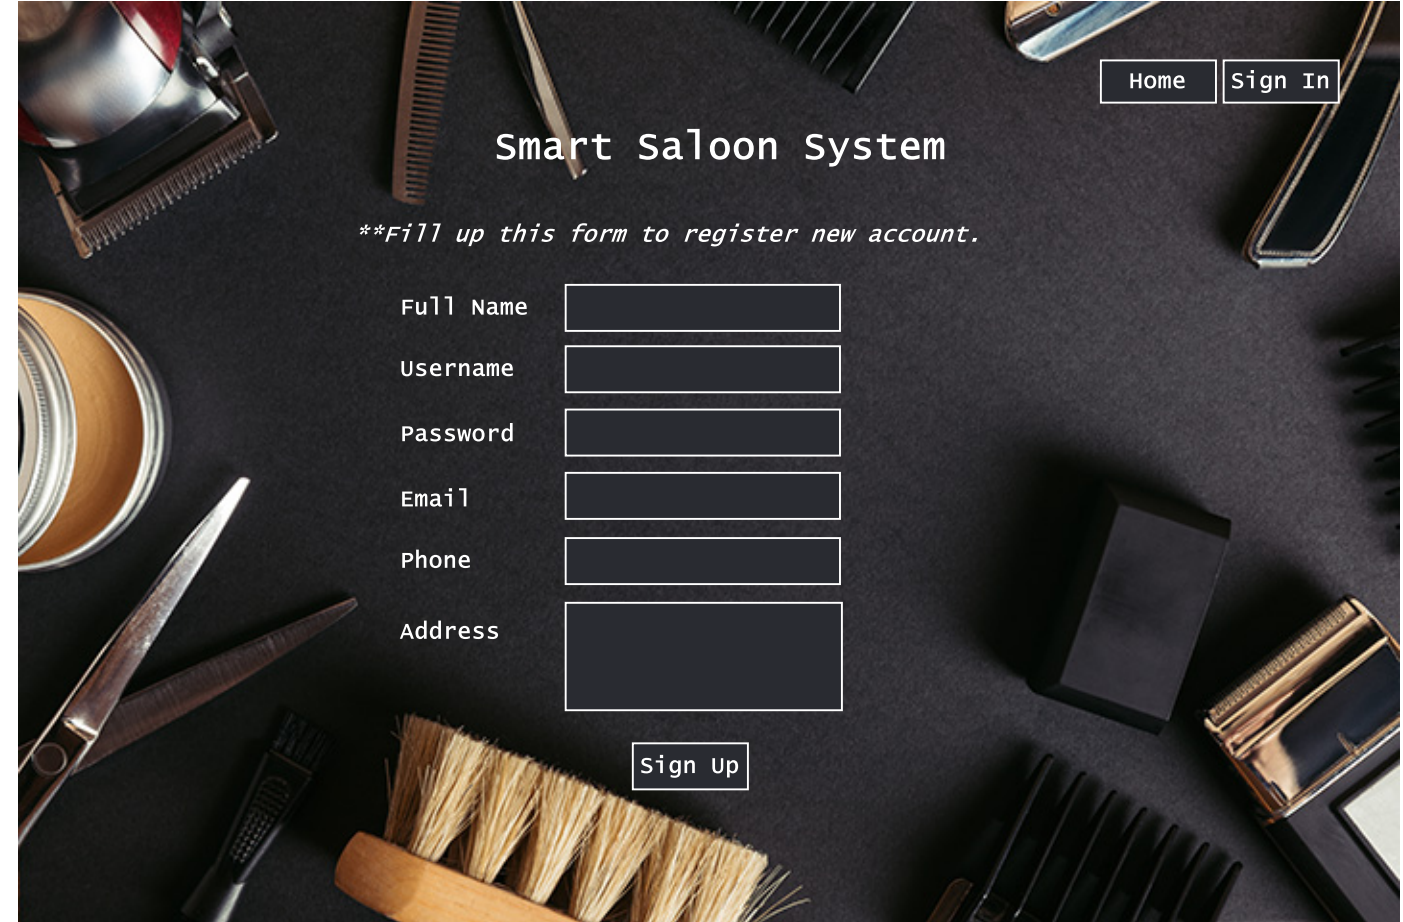 Home Sign In
Smart Saloon System
**Fill up this form to register new account.
Full Name
Username
Password
Email
Phone
Address
Sign Up